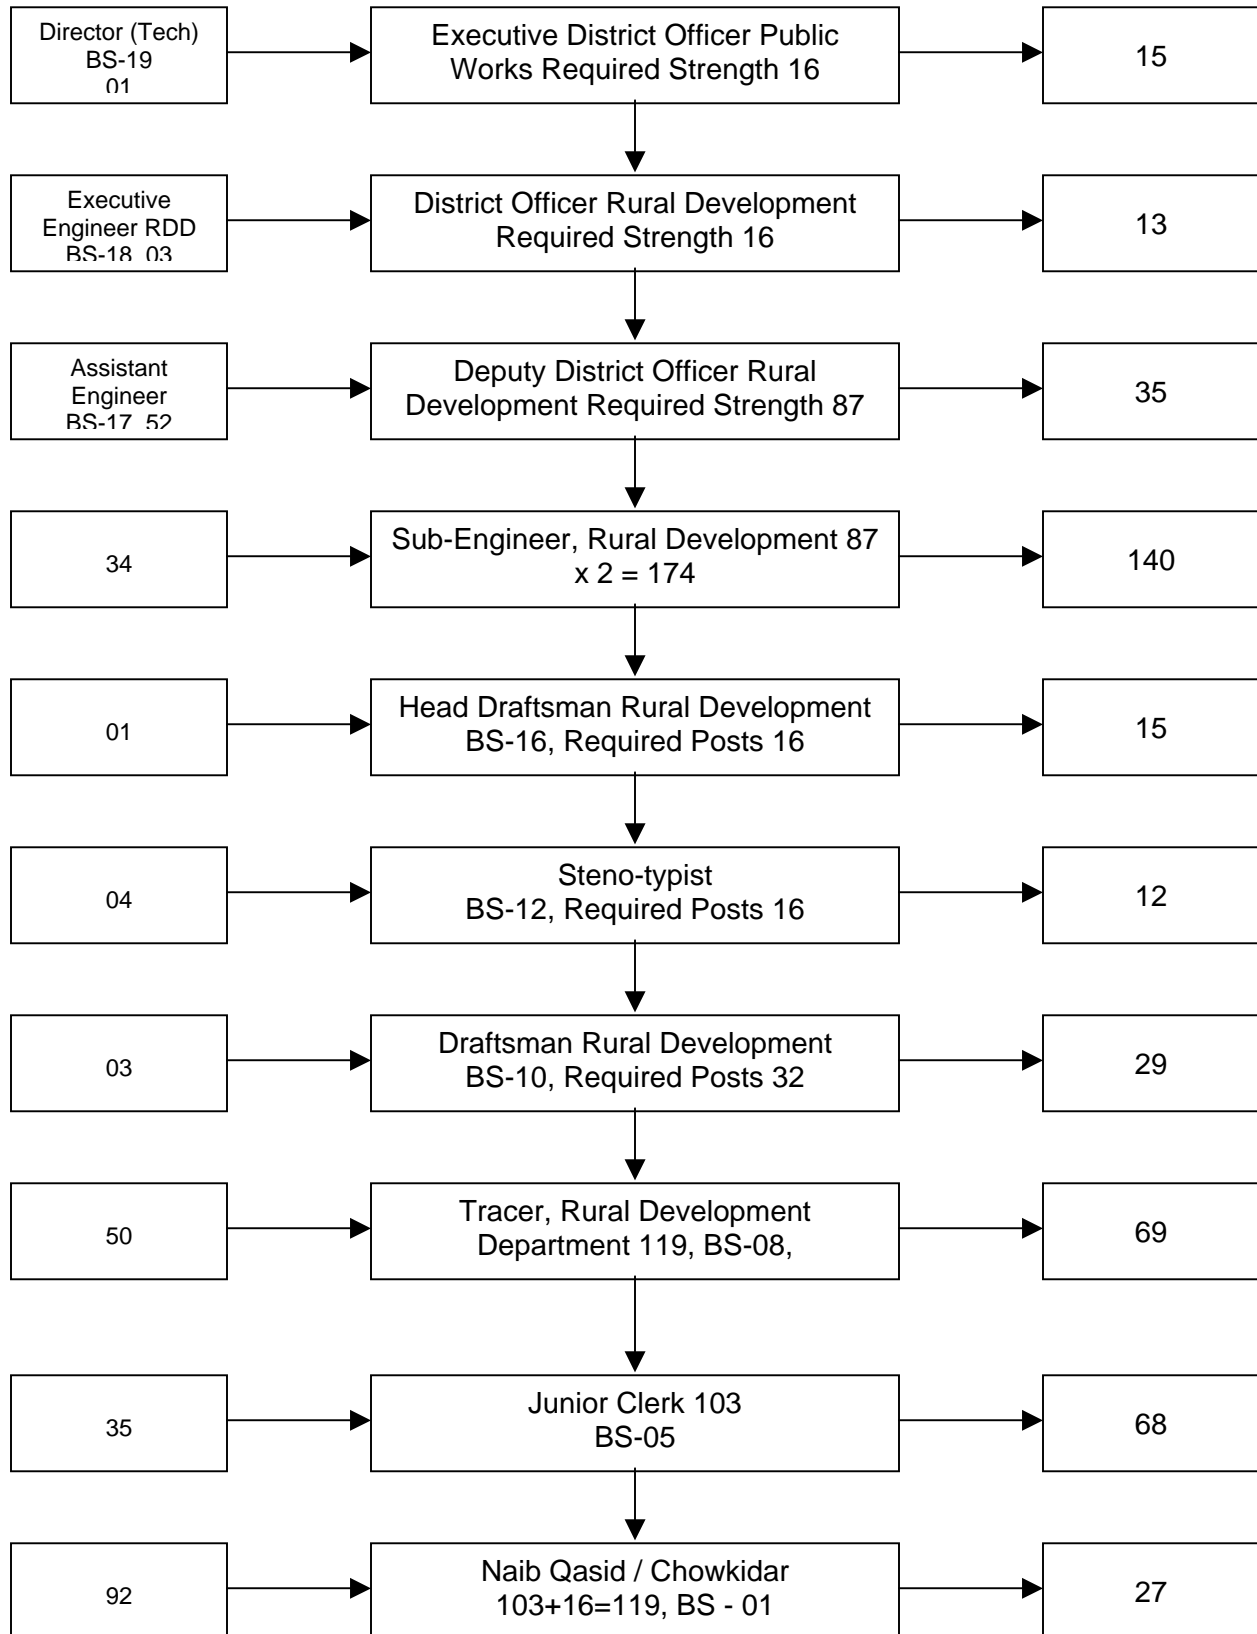 Director (Tech)
BS-19
01
Executive District Officer Public
Works Required Strength 16
15
Executive
Engineer RDD
BS-18 03
District Officer Rural Development
Required Strength 16
13
Assistant
Engineer
BS-17 52
Deputy District Officer Rural
Development Required Strength 87
35
34
Sub-Engineer, Rural Development 87
x 2 = 174
140
01
Head Draftsman Rural Development
BS-16, Required Posts 16
15
04
Steno-typist
BS-12, Required Posts 16
12
03
Draftsman Rural Development
BS-10, Required Posts 32
29
50
Tracer, Rural Development
Department 119, BS-08,
69
35
Junior Clerk 103
BS-05
68
92
Naib Qasid / Chowkidar
103+16=119, BS - 01
27